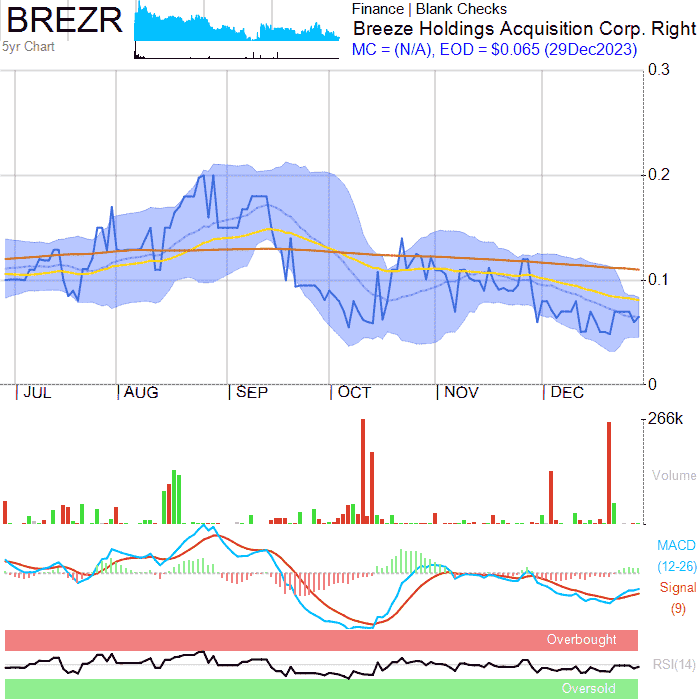 BREZR
5yr Chart
Finance | Blank Checks
Breeze Holdings Acquisition Corp. Right
MC = (N/A), EOD = $0.065 (29Dec2023)
0.3
0.2
0.1
0
JUL AUG SEP OCT NOV DEC
266k
Volume
MACD
(12-26)
Signal
(9)
Overbought
RSI(14)
Oversold